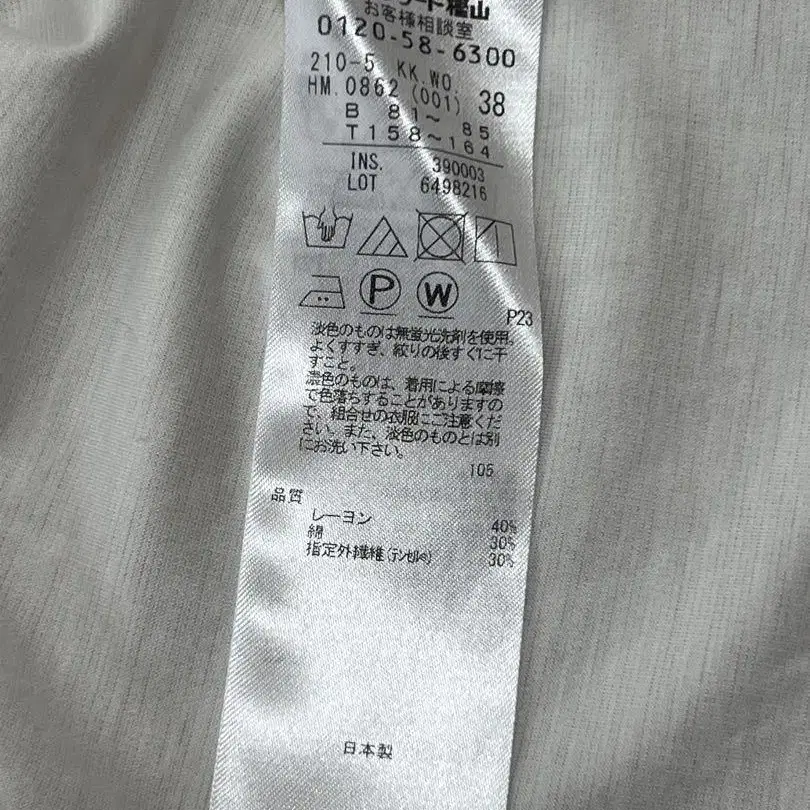 ード樫山
お客様相談室
0120-58-6300
210-5 KK.WO.
HM.0862 (001) 38
B 81～ 85
T158～164
INS. 390003
LOT 6498216
P W
P23
淡色のものは無蛍光洗剤を使用。
よくすすぎ、絞りの後すぐに干
すこと。
濃色のものは、着用による摩擦
で色落ちすることがありますの
で、組合せの衣服にご注意くだ
さい。また、淡色のものとは別
にお洗い下さい。
105
品質
レーヨン 40%
綿 30%
指定外繊維(テンセル®) 30%
日本製